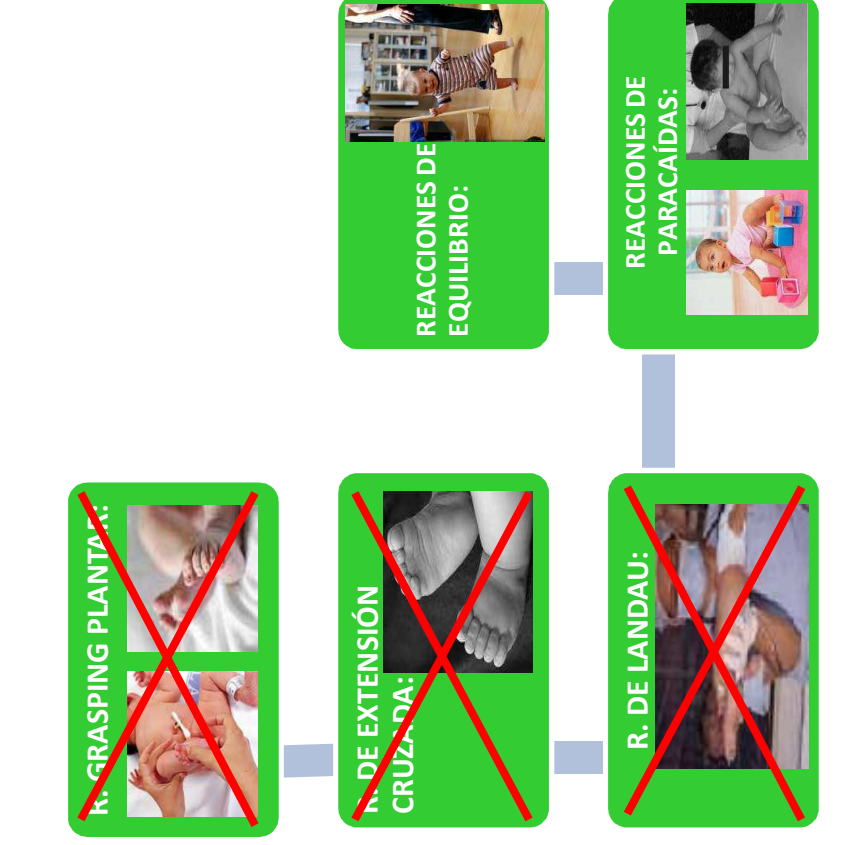 R. GRASPING PLANTAR:
R. DE EXTENSIÓN
CRUZADA:
R. DE LANDAU:
REACCIONES DE
PARACAÍDAS:
REACCIONES DE
EQUILIBRIO: